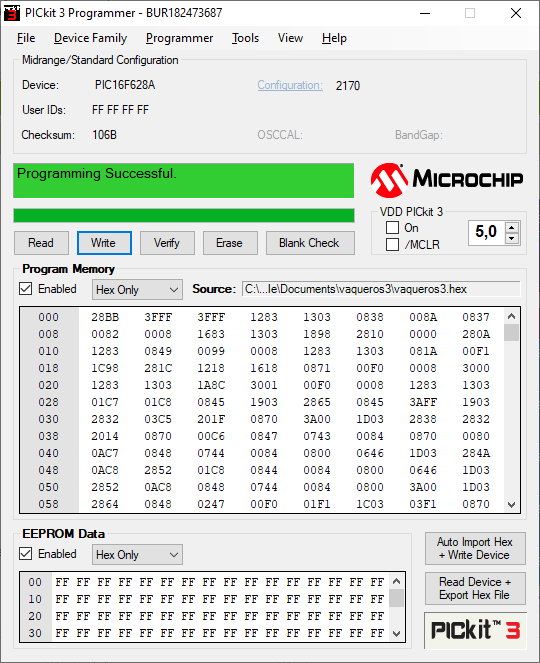 PICkit 3 Programmer - BUR182473687
File Device Family Programmer Tools View Help
Midrange/Standard Configuration
Device: PIC16F628A Configuration: 2170
User IDs: FF FF FF FF
Checksum: 106B OSCCAL: BandGap:
Programming Successful.
MICROCHIP
VDD PICkit 3
On
/MCLR
5,0
Read Write Verify Erase Blank Check
Program Memory
Enabled Hex Only Source: C:\...le\Documents\vaqueros3\vaqueros3.hex
000 28BB 3FFF 3FFF 1283 1303 0838 008A 0837
008 0082 0008 1683 1303 1898 2810 0000 280A
010 1283 0849 0099 0008 1283 1303 081A 00F1
018 1C98 281C 1218 1618 0871 00F0 0008 3000
020 1283 1303 1A8C 3001 00F0 0008 1283 1303
028 01C7 01C8 0845 1903 2865 0845 3AFF 1903
030 2832 03C5 201F 0870 3A00 1D03 2838 2832
038 2014 0870 00C6 0847 0743 0084 0870 0080
040 0AC7 0848 0744 0084 0800 0646 1D03 284A
048 0AC8 2852 01C8 0844 0084 0800 0646 1D03
050 2852 0AC8 0848 0744 0084 0800 3A00 1D03
058 2864 0848 0247 00F0 01F1 1C03 03F1 0870
EEPROM Data
Enabled Hex Only
00 FF FF FF FF FF FF FF FF FF FF FF FF FF FF FF FF
10 FF FF FF FF FF FF FF FF FF FF FF FF FF FF FF FF
20 FF FF FF FF FF FF FF FF FF FF FF FF FF FF FF FF
30 FF FF FF FF FF FF FF FF FF FF FF FF FF FF FF FF
Auto Import Hex
+ Write Device
Read Device +
Export Hex File
PICkit™ 3